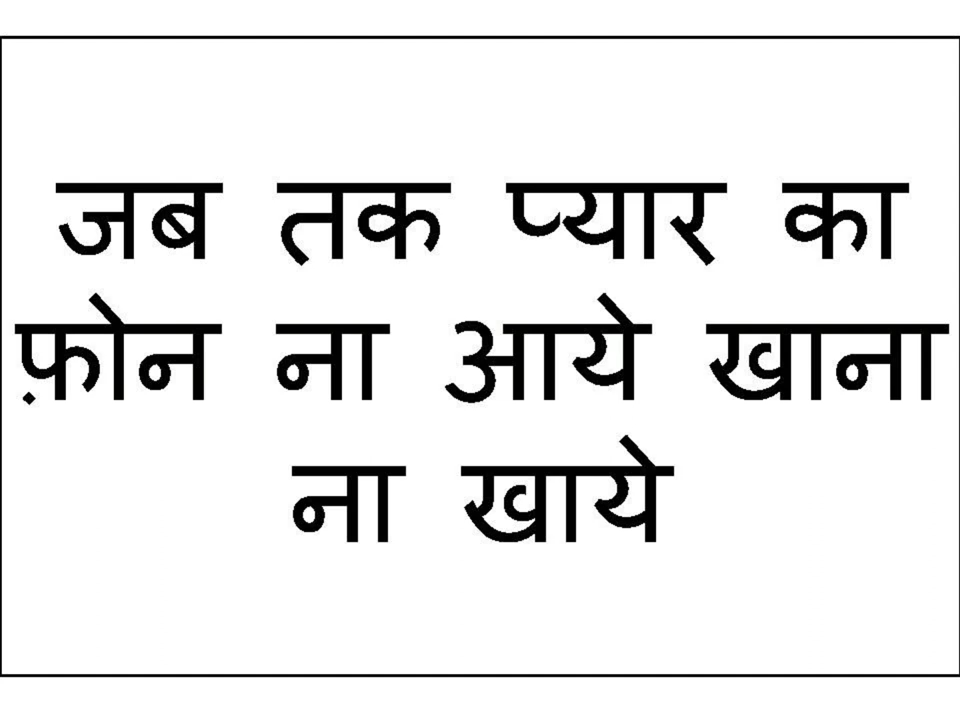 जब तक प्यार का
फ़ोन ना आये खाना
ना खाये